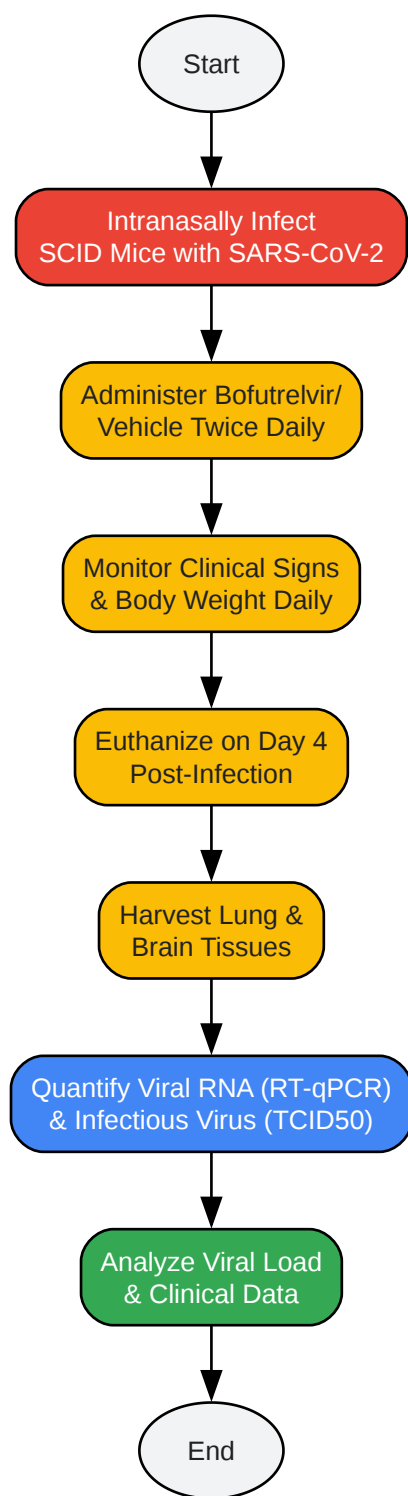 Start
Intranasally Infect
SCID Mice with SARS-CoV-2
Administer Bofutrelvir/
Vehicle Twice Daily
Monitor Clinical Signs
& Body Weight Daily
Euthanize on Day 4
Post-Infection
Harvest Lung &
Brain Tissues
Quantify Viral RNA (RT-qPCR)
& Infectious Virus (TCID50)
Analyze Viral Load
& Clinical Data
End